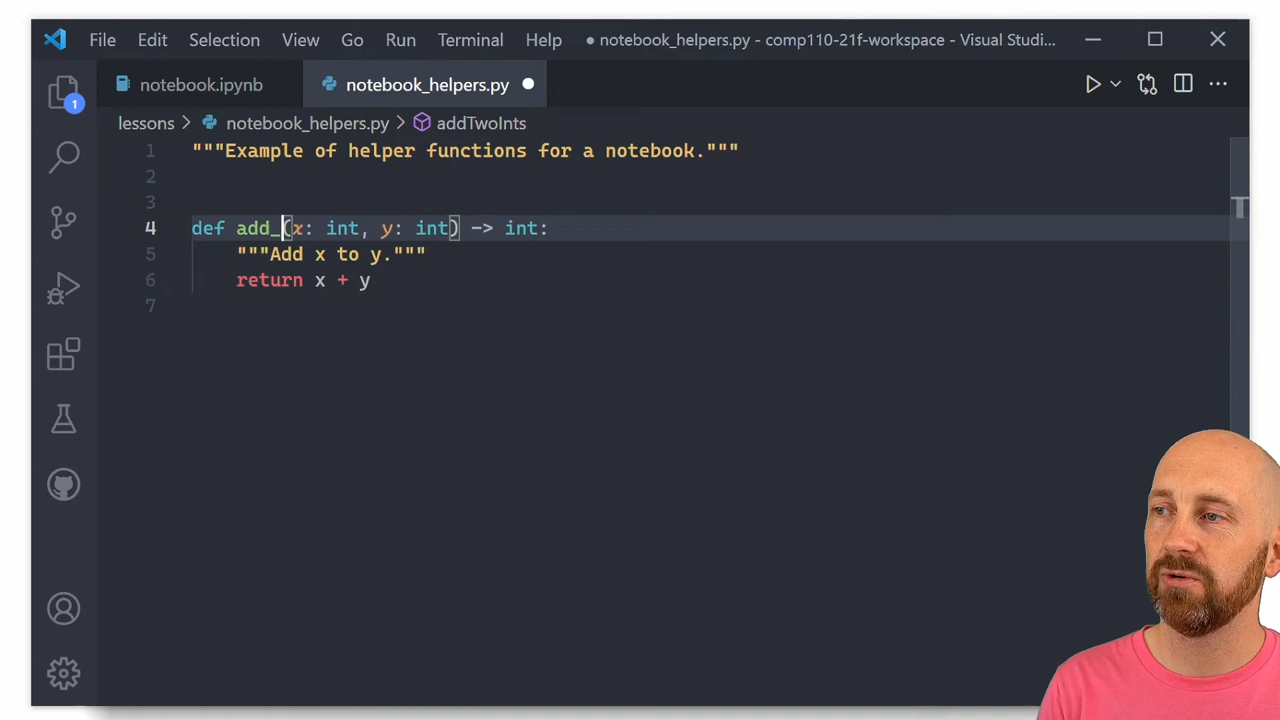 File Edit Selection View Go Run Terminal Help ● notebook_helpers.py - comp110-21f-workspace - Visual Studi...
notebook.ipynb notebook_helpers.py
lessons > notebook_helpers.py > addTwoInts
1 """Example of helper functions for a notebook."""
2
3
4 def add_(x: int, y: int) -> int:
5 """Add x to y."""
6 return x + y
7
1